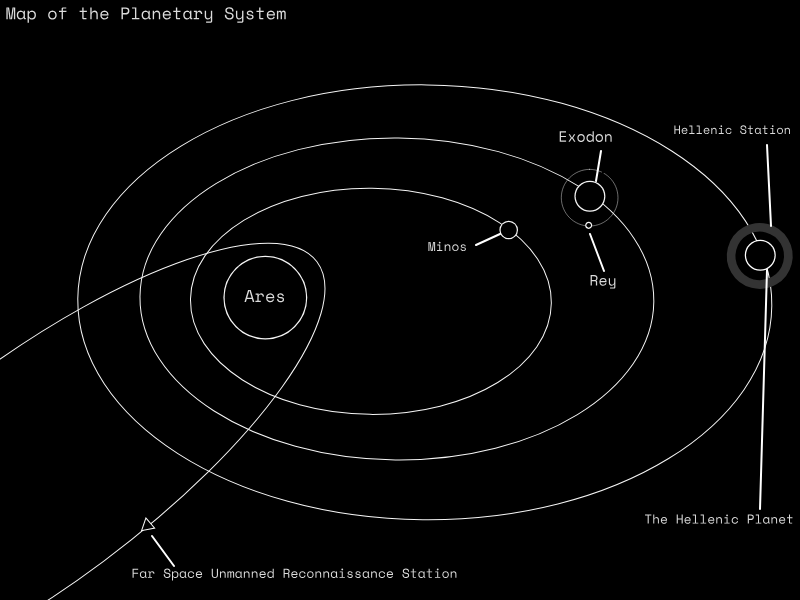 Map of the Planetary System
Hellenic Station
Exodon
Minos
Rey
Ares
The Hellenic Planet
Far Space Unmanned Reconnaissance Station